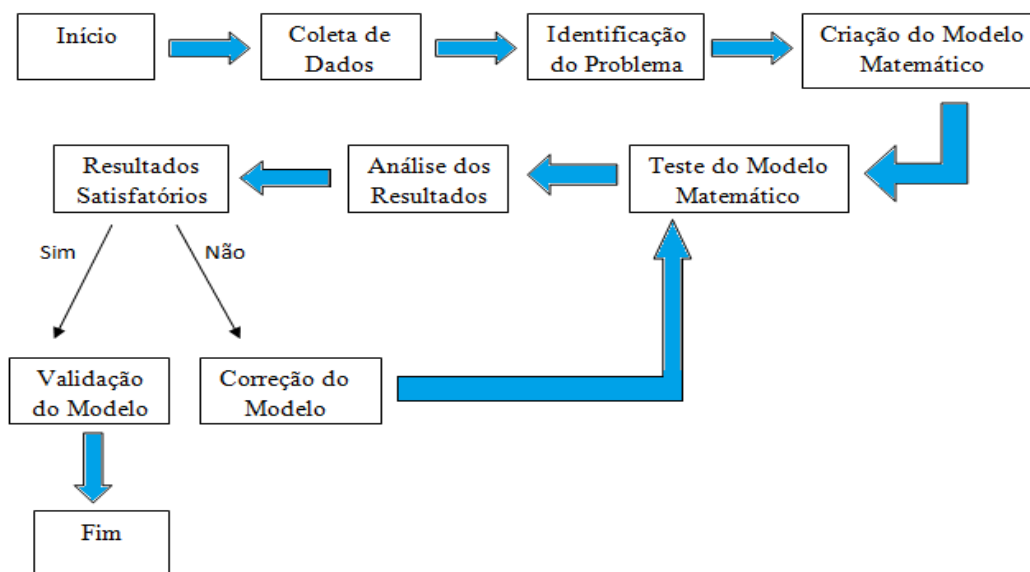 Início
Coleta de
Dados
Identificação
do Problema
Criação do Modelo
Matemático
Teste do Modelo
Matemático
Análise dos
Resultados
Resultados
Satisfatórios
Sim
Não
Validação
do Modelo
Correção do
Modelo
Fim